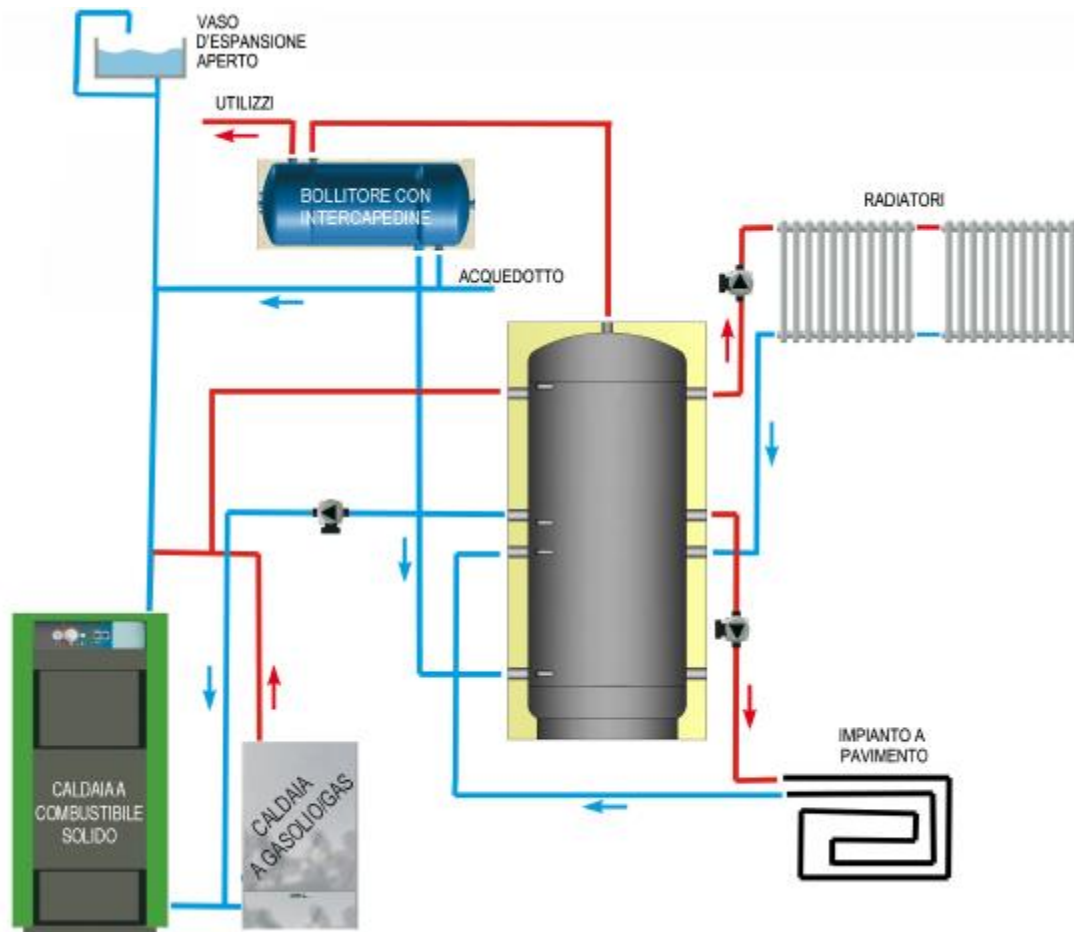 VASO
D'ESPANSIONE
APERTO
UTILIZZI
BOLLITORE CON
INTERCAPEDINE
RADIATORI
ACQUEDOTTO
IMPIANTO A
PAVIMENTO
CALDAIA A
COMBUSTIBILE
SOLIDO
CALDAIA
A GASOLIO/GAS